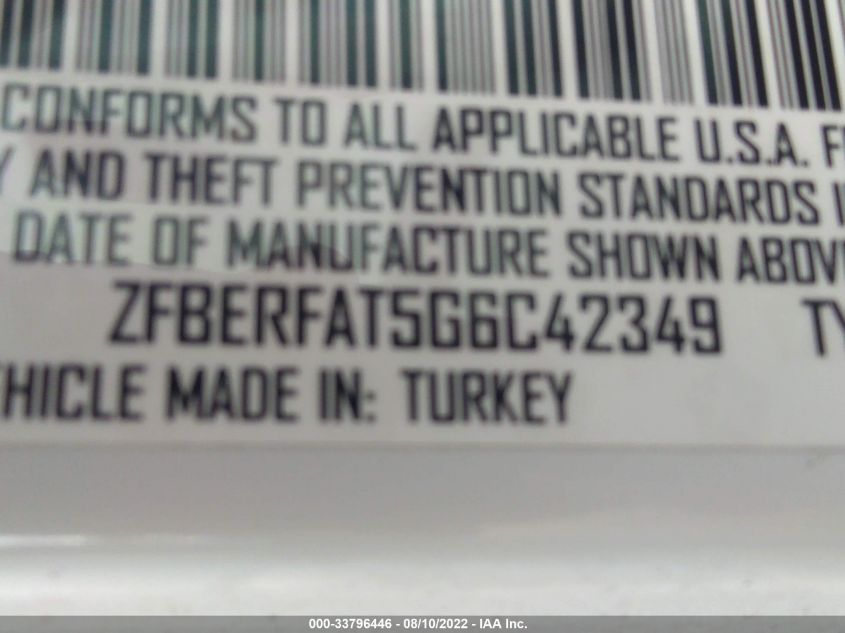 CONFORMS TO ALL APPLICABLE U.S.A.
AND THEFT PREVENTION STANDARDS
DATE OF MANUFACTURE SHOWN ABOVE
ZFBERFAT5G6C42349
VEHICLE MADE IN: TURKEY
000-33796446 - 08/10/2022 - IAA Inc.